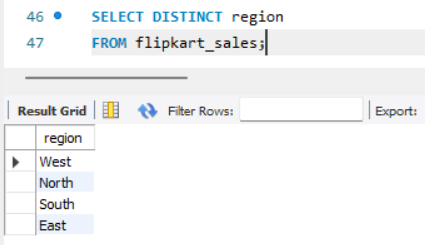 46 SELECT DISTINCT region
47 FROM flipkart_sales;
Result Grid Filter Rows: Export:
region
West
North
South
East